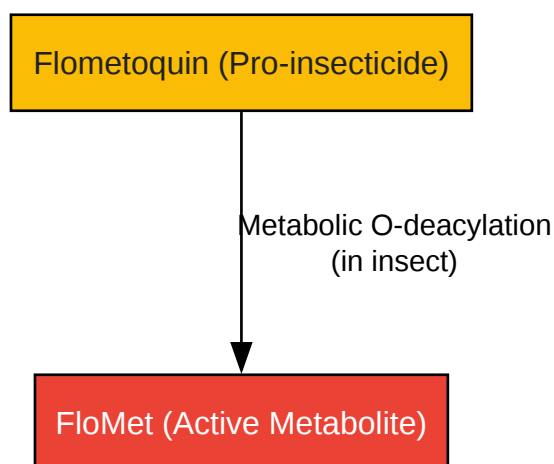 Flometoquin (Pro-insecticide)
Metabolic O-deacylation
(in insect)
FloMet (Active Metabolite)